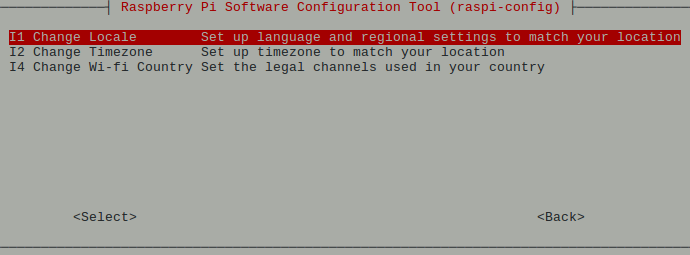 Raspberry Pi Software Configuration Tool (raspi-config)
I1 Change Locale Set up language and regional settings to match your location
I2 Change Timezone Set up timezone to match your location
I4 Change Wi-fi Country Set the legal channels used in your country
<Select> <Back>